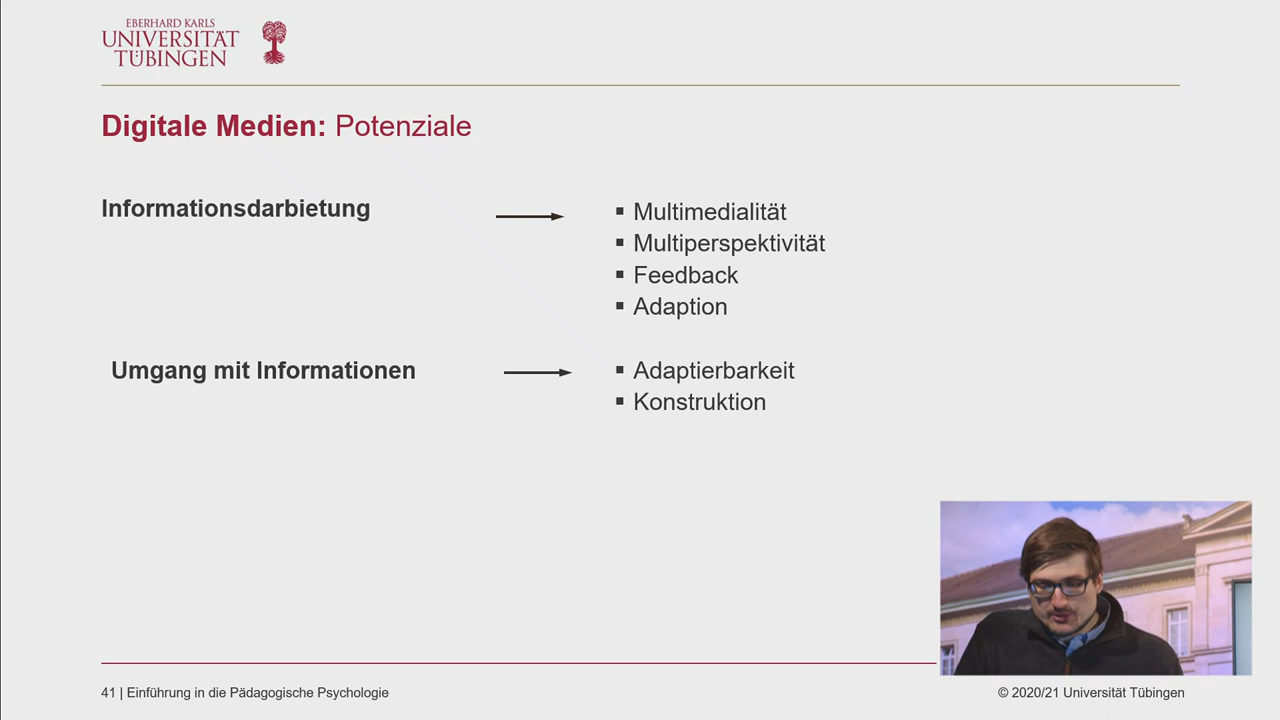 EBERHARD KARLS
UNIVERSITÄT
TÜBINGEN
Digitale Medien: Potenziale
Informationsdarbietung
▪ Multimedialität
▪ Multiperspektivität
▪ Feedback
▪ Adaption
Umgang mit Informationen
▪ Adaptierbarkeit
▪ Konstruktion
41 | Einführung in die Pädagogische Psychologie
© 2020/21 Universität Tübingen